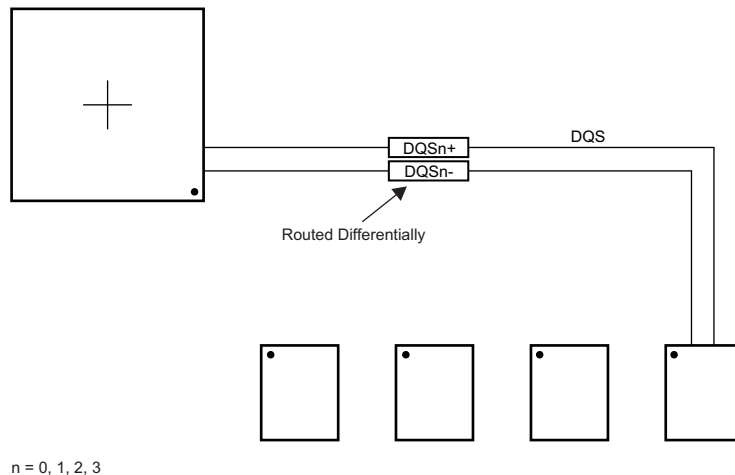 DQSn+
DQS
DQSn-
Routed Differentially
n = 0, 1, 2, 3